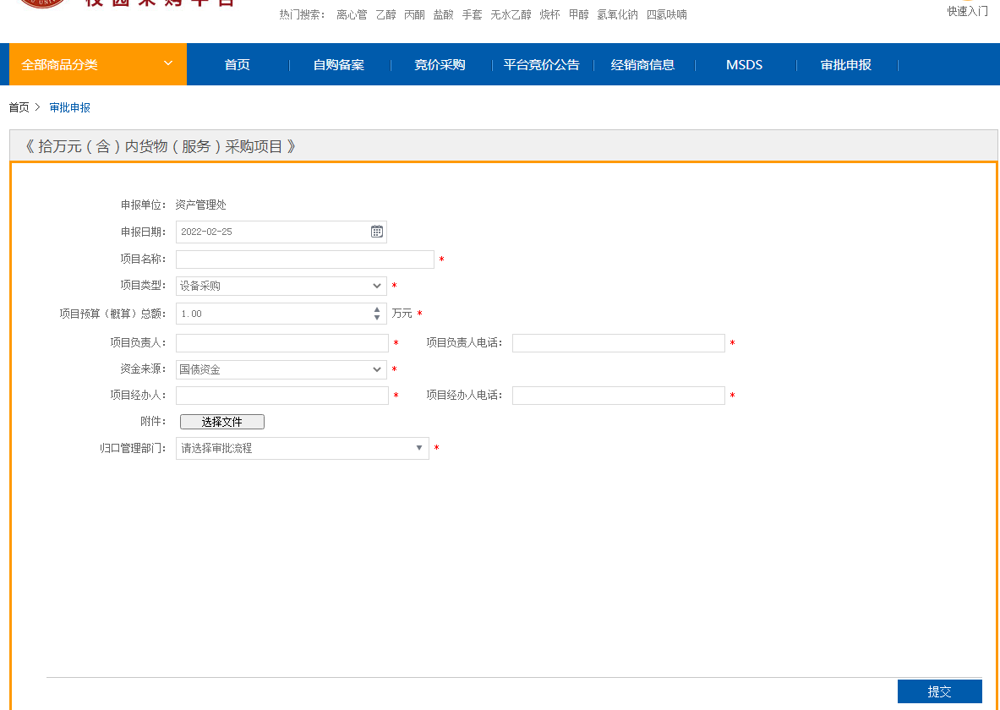 校园采购平台
热门搜索： 离心管 乙醇 丙酮 盐酸 手套 无水乙醇 烧杯 甲醇 氢氧化钠 四氢呋喃
快速入门
全部商品分类 首页 自购备案 竞价采购 平台竞价公告 经销商信息 MSDS 审批申报
首页 > 审批申报
《 拾万元（含）内货物（服务）采购项目 》
申报单位： 资产管理处
申报日期： 2022-02-25
项目名称： *
项目类型： 设备采购 *
项目预算（概算）总额： 1.00 万元 *
项目负责人： * 项目负责人电话： *
资金来源： 国债资金 *
项目经办人： * 项目经办人电话： *
附件： 选择文件
归口管理部门： 请选择审批流程 *
提交